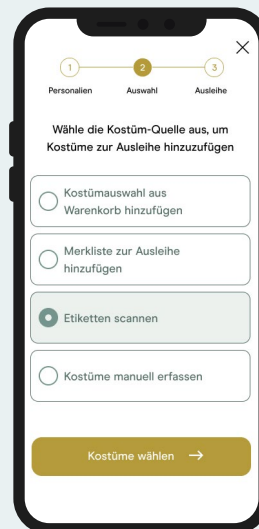 1 2 3
Personalien Auswahl Ausleihe
Wähle die Kostüm-Quelle aus, um
Kostüme zur Ausleihe hinzuzufügen
Kostümauswahl aus
Warenkorb hinzufügen
Merkliste zur Ausleihe
hinzufügen
Etiketten scannen
Kostüme manuell erfassen
Kostüme wählen →